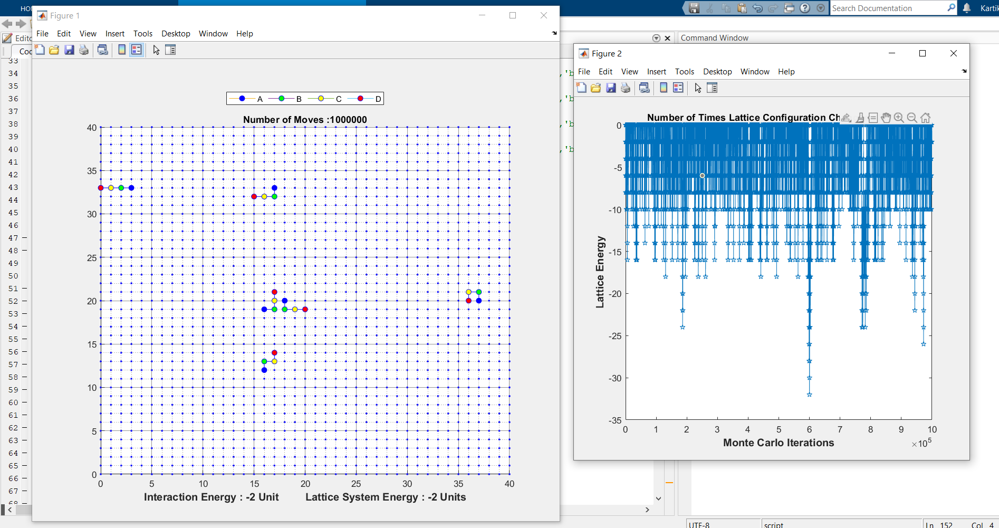 HO
Search Documentation
Kartik
Edito
Coc
Command Window
33
34
35
36
37
38
39
40
41
42
43
44
45
46
47 –
48 –
49
50
51 –
52 –
53 –
54 –
55 –
56 –
57 –
58 –
59 –
60 –
61 –
62 –
63 –
64 –
65 –
66 –
67 –
68
Figure 1
File Edit View Insert Tools Desktop Window Help
A B C D
Number of Moves :1000000
40
35
30
25
20
15
10
5
0
0 5 10 15 20 25 30 35 40
Interaction Energy : -2 Unit Lattice System Energy : -2 Units
,'b
,'b
,'b
,'b
Figure 2
File Edit View Insert Tools Desktop Window Help
Number of Times Lattice Configuration Ch
0
-5
-10
-15
-20
-25
-30
-35
Lattice Energy
0 1 2 3 4 5 6 7 8 9 10
Monte Carlo Iterations
×10⁵
UTF-8 script Ln 152 Col 4